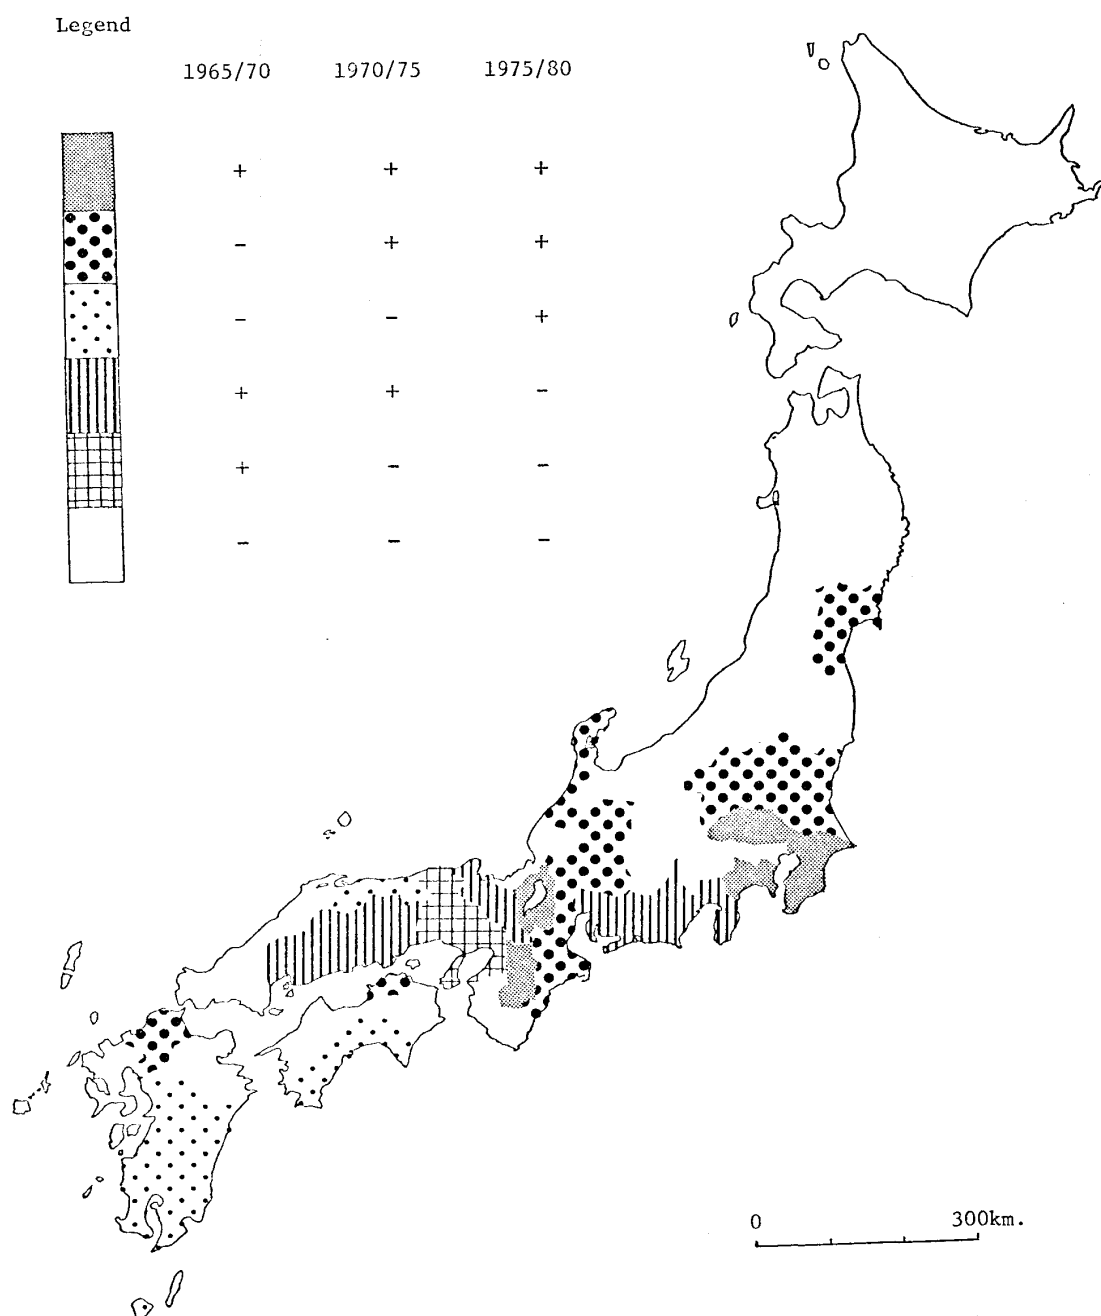 Legend
1965/70 1970/75 1975/80
+ + +
- + +
- - +
+ + -
+ - -
- - -
0 300km.